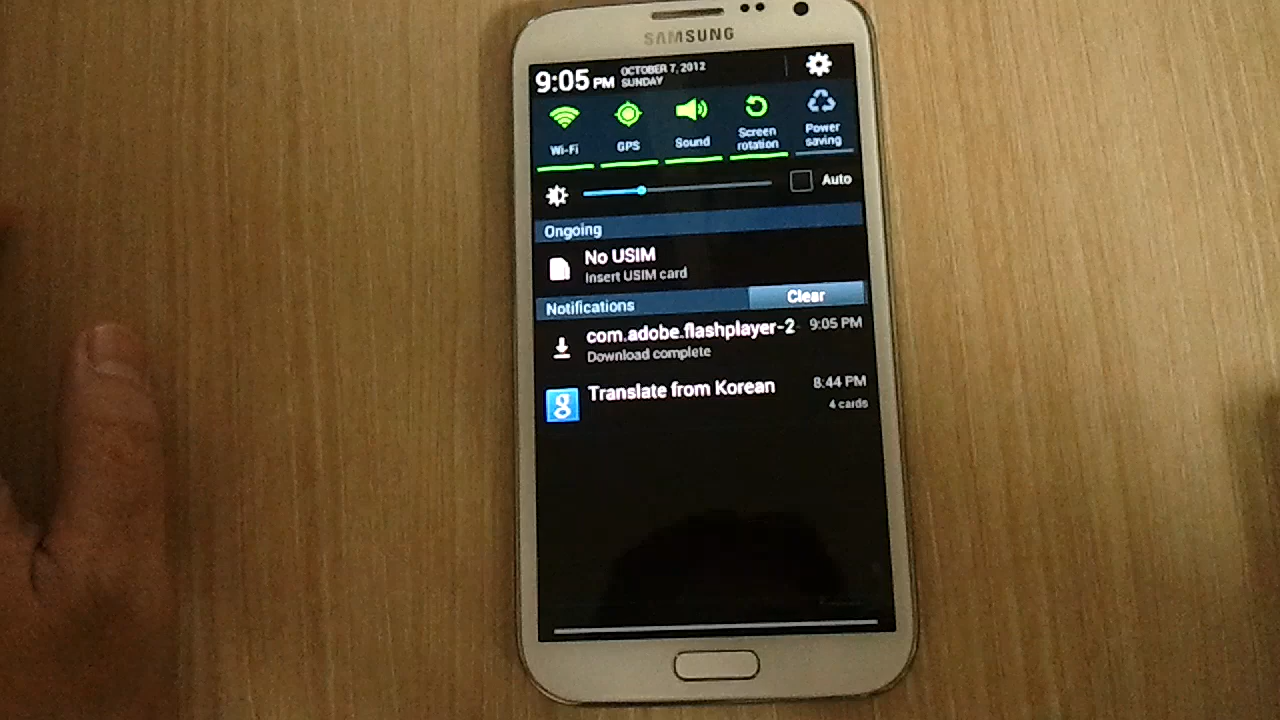 SAMSUNG
9:05 PM OCTOBER 7, 2012
SUNDAY
Wi-Fi GPS Sound Screen rotation Power saving
Auto
Ongoing
No USIM
Insert USIM card
Notifications Clear
com.adobe.flashplayer-2 9:05 PM
Download complete
Translate from Korean 8:44 PM
4 cards